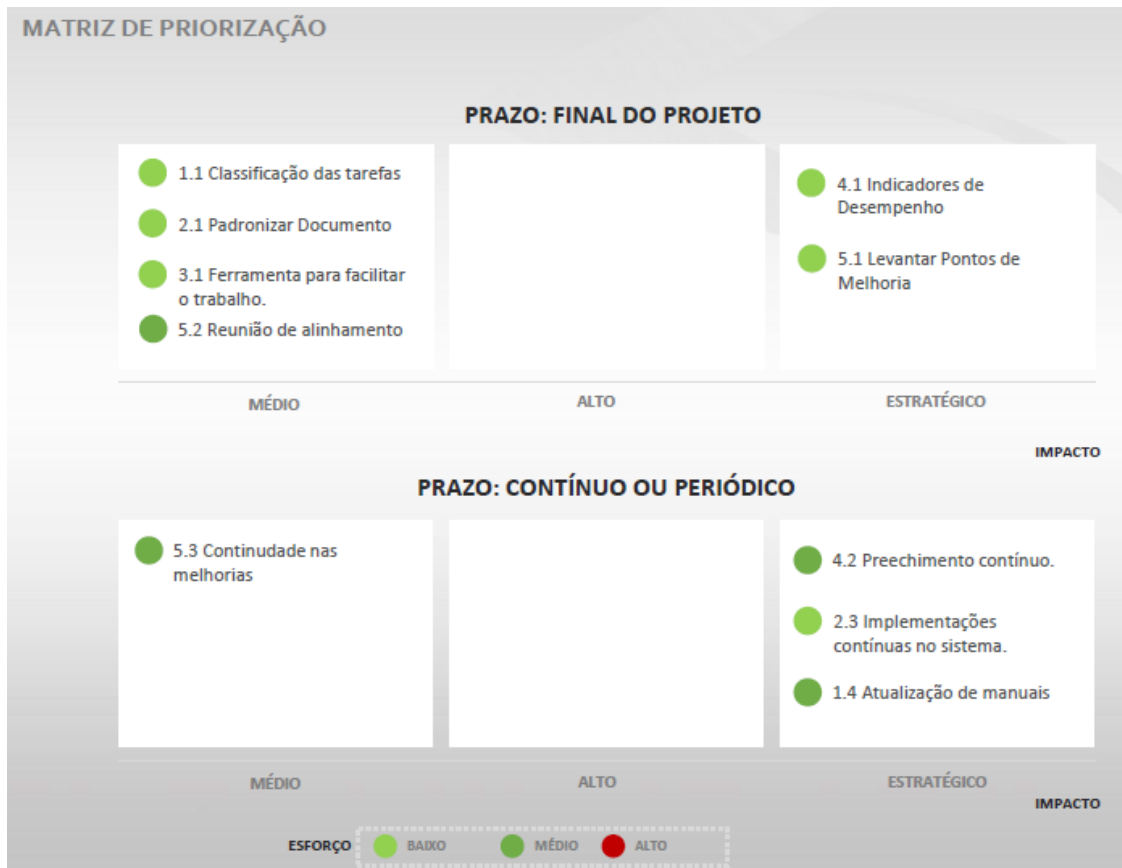 MATRIZ DE PRIORIZAÇÃO
PRAZO: FINAL DO PROJETO
1.1 Classificação das tarefas
2.1 Padronizar Documento
3.1 Ferramenta para facilitar
o trabalho.
5.2 Reunião de alinhamento
4.1 Indicadores de
Desempenho
5.1 Levantar Pontos de
Melhoria
MÉDIO
ALTO
ESTRATÉGICO
IMPACTO
PRAZO: CONTÍNUO OU PERIÓDICO
5.3 Continudade nas
melhorias
4.2 Preechimento contínuo.
2.3 Implementações
contínuas no sistema.
1.4 Atualização de manuais
MÉDIO
ALTO
ESTRATÉGICO
IMPACTO
ESFORÇO BAIXO MÉDIO ALTO